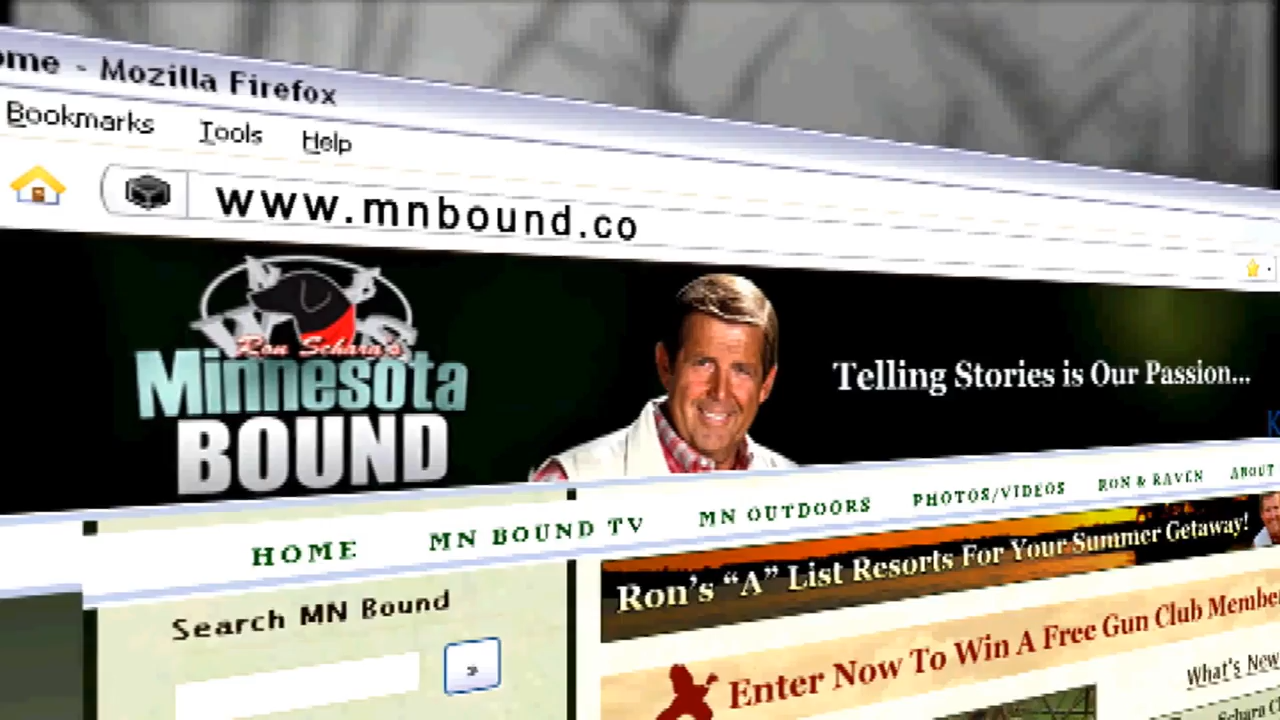 ome - Mozilla Firefox
Bookmarks Tools Help
www.mnbound.co
Ron Schara's
Minnesota
BOUND
Telling Stories is Our Passion...
K
HOME MN BOUND TV MN OUTDOORS PHOTOS/VIDEOS RON & RAVEN ABOUT
Ron's “A” List Resorts For Your Summer Getaway!
Search MN Bound
»
Enter Now To Win A Free Gun Club Member
What's New
Schara C